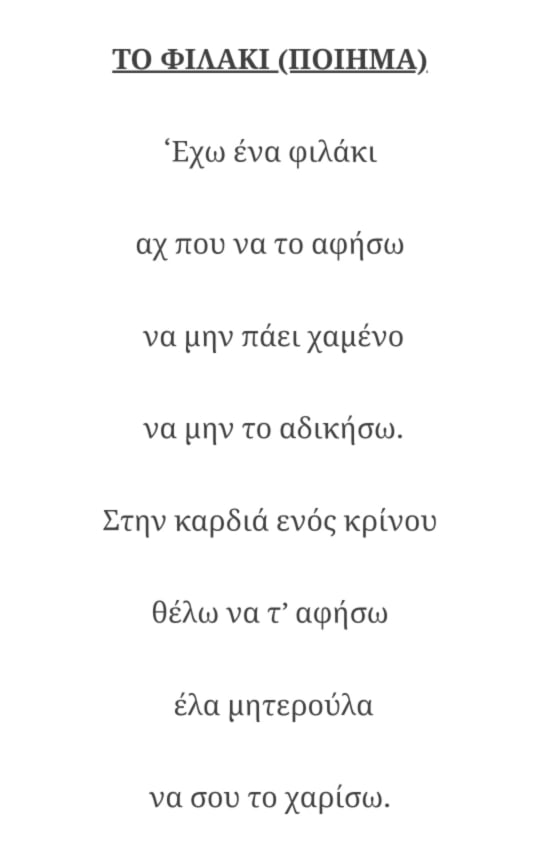 ΤΟ ΦΙΛΑΚΙ (ΠΟΙΗΜΑ)
‘Εχω ένα φιλάκι
αχ που να το αφήσω
να μην πάει χαμένο
να μην το αδικήσω.
Στην καρδιά ενός κρίνου
θέλω να τ’ αφήσω
έλα μητερούλα
να σου το χαρίσω.